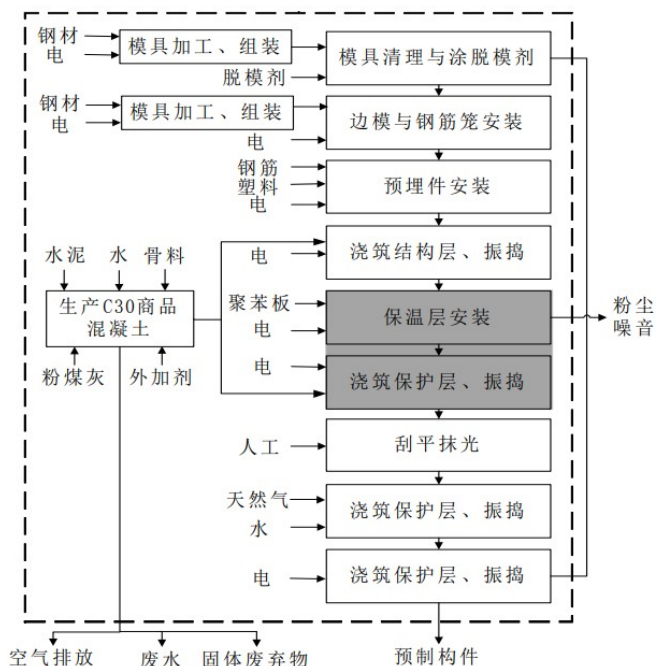 钢材
电
模具加工、组装
模具清理与涂脱模剂
脱模剂
钢材
电
模具加工、组装
边模与钢筋笼安装
电
钢筋
塑料
电
预埋件安装
浇筑结构层、振捣
电
水泥
水
骨料
生产C30商品
混凝土
粉煤灰
外加剂
聚苯板
电
保温层安装
粉尘
噪音
电
浇筑保护层、振捣
人工
刮平抹光
天然气
水
浇筑保护层、振捣
电
浇筑保护层、振捣
空气排放
废水
固体废弃物
预制构件